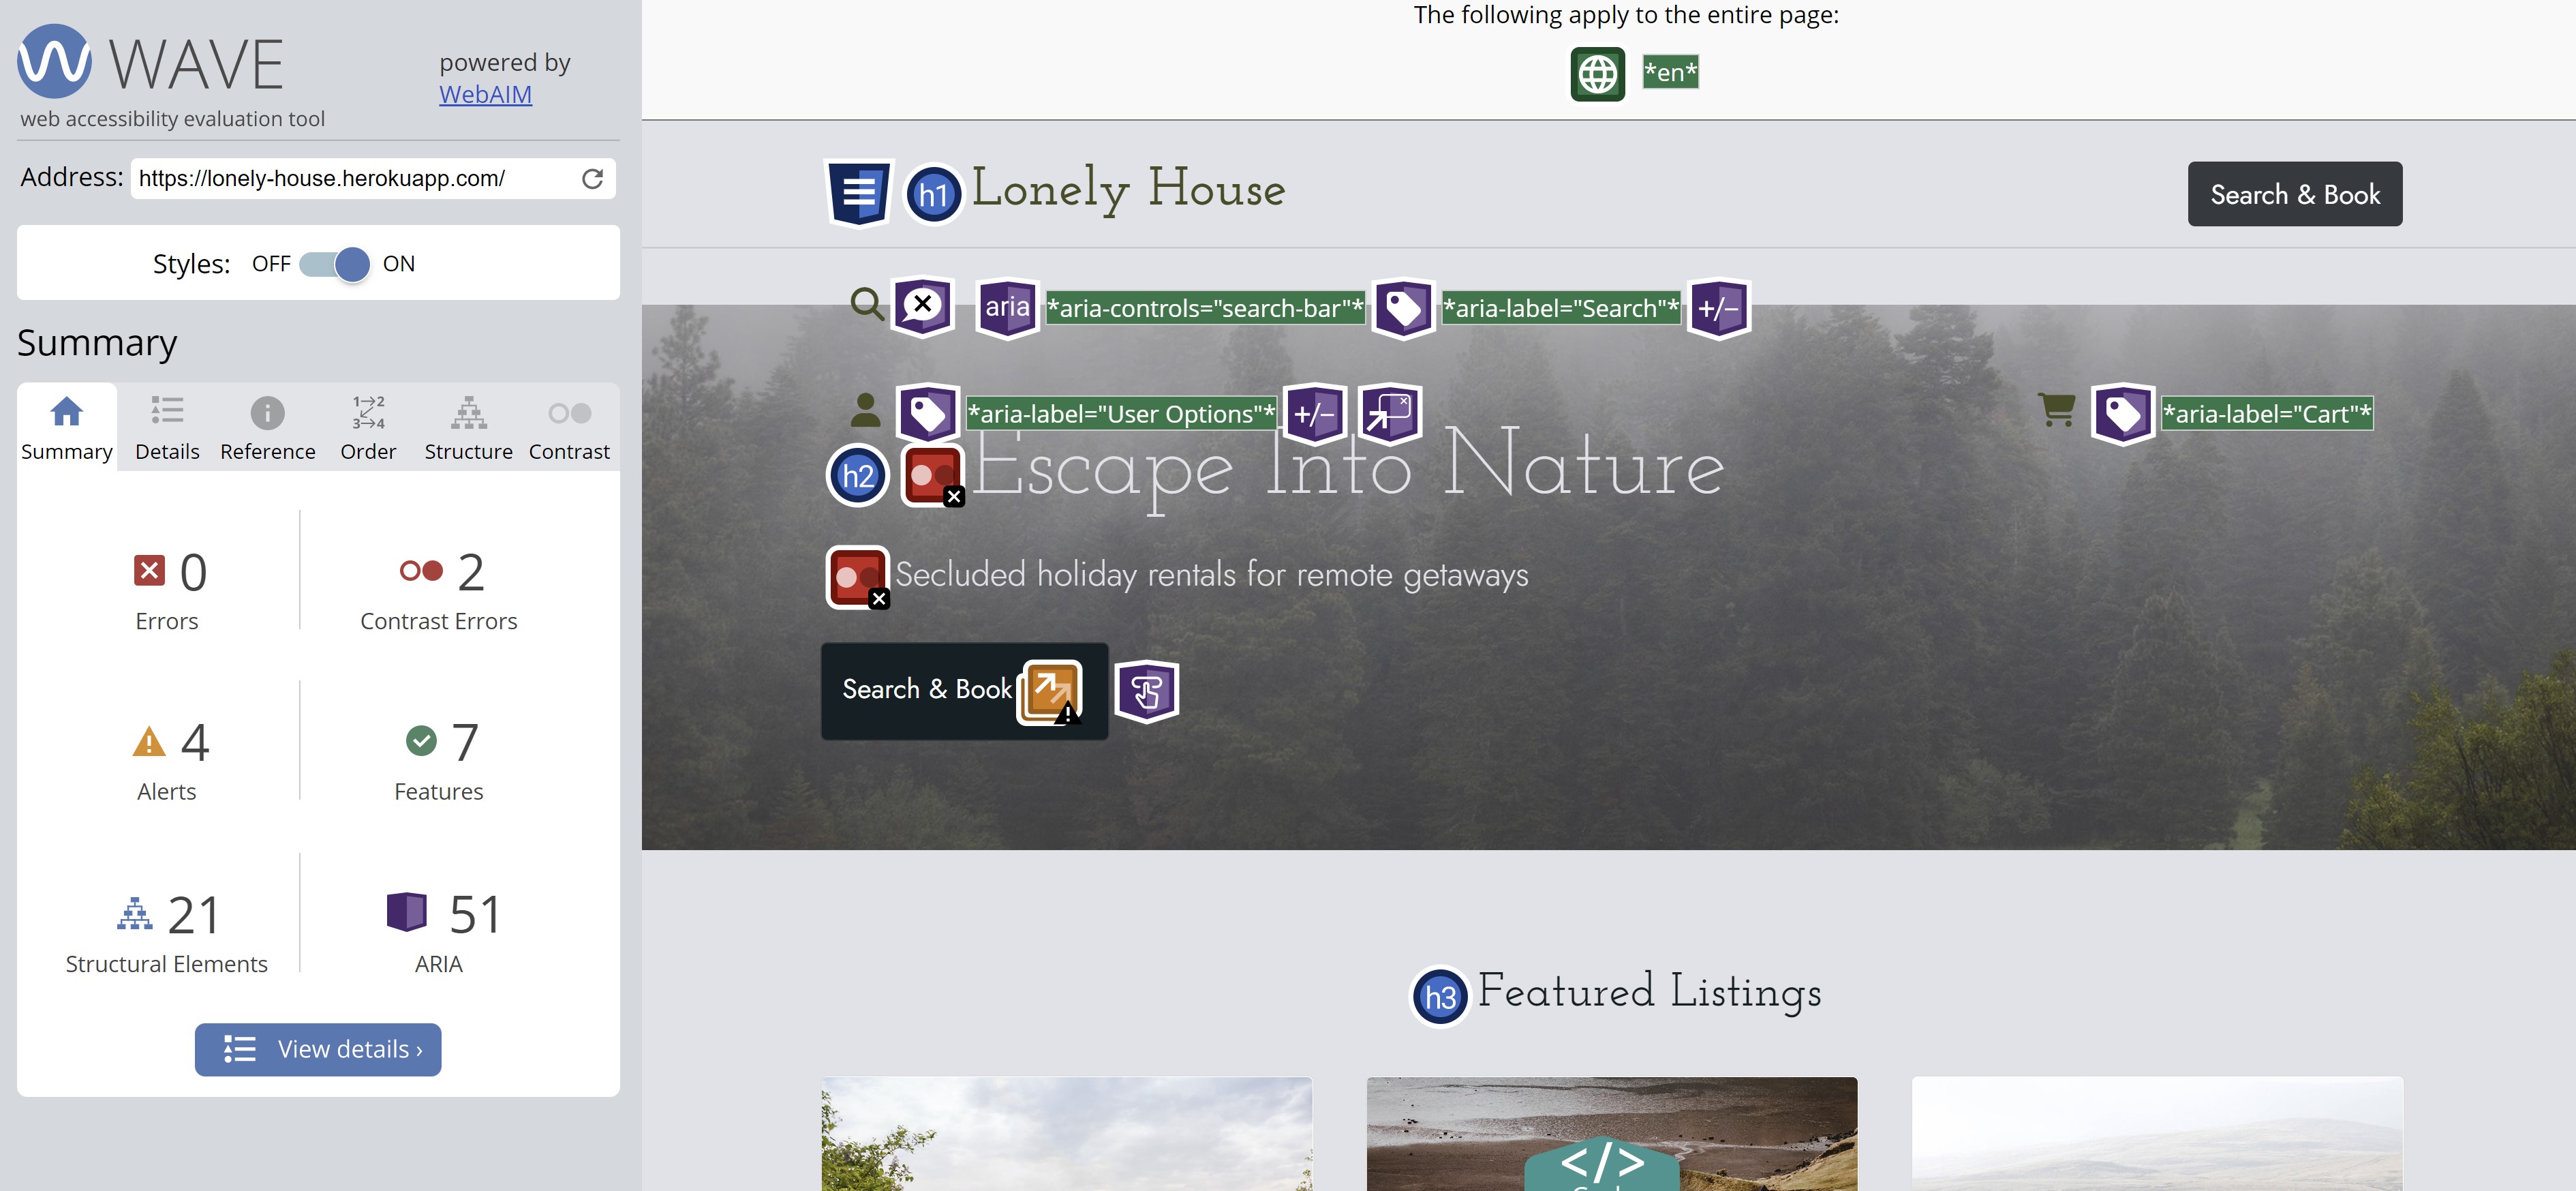 WAVE
powered by
WebAIM
web accessibility evaluation tool
Address: https://lonely-house.herokuapp.com/
Styles: OFF ON
Summary
1 2
3 4
Summary Details Reference Order Structure Contrast
0 2
Errors Contrast Errors
4 7
Alerts Features
21 51
Structural Elements ARIA
View details ›
The following apply to the entire page:
*en*
h1 Lonely House
Search & Book
aria *aria-controls="search-bar"* *aria-label="Search"* +/-
*aria-label="User Options"* +/- *aria-label="Cart"*
h2 Escape Into Nature
Secluded holiday rentals for remote getaways
Search & Book
h3 Featured Listings
</>